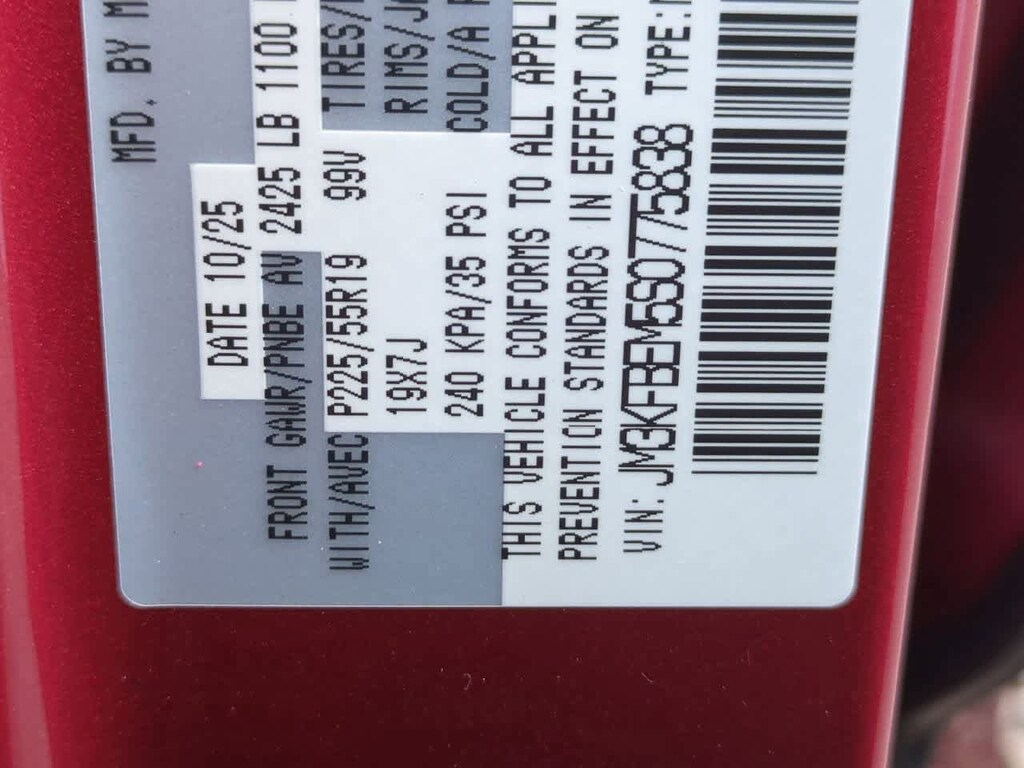 MFD. BY M
DATE 10/25
FRONT GAWR/PNBE AV 2425 LB 1100
WITH/AVEC P225/55R19 99V TIRES/
19X7J RIMS/J
240 KPA/35 PSI COLD/A
THIS VEHICLE CONFORMS TO ALL APPLI
PREVENTION STANDARDS IN EFFECT ON
VIN: JM3KFBEM5S0775838 TYPE: